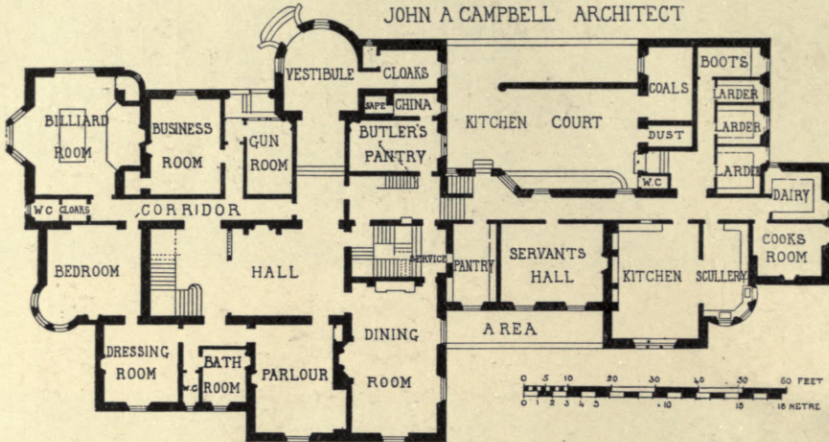 JOHN A CAMPBELL ARCHITECT
VESTIBULE
CLOAKS
BOOTS
COALS
LARDER
SAFE
CHINA
BILLIARD
ROOM
BUSINESS
ROOM
GUN
ROOM
BUTLER'S
PANTRY
KITCHEN COURT
LARDER
DUST
LARDER
W.C
DAIRY
W C
CLOAKS
CORRIDOR
COOKS
ROOM
BEDROOM
HALL
SERVICE
PANTRY
SERVANTS
HALL
KITCHEN
SCULLERY
DINING
ROOM
AREA
DRESSING
ROOM
W.C
BATH
ROOM
PARLOUR
0 5 10 20 30 40 50 60 FEET
0 1 2 3 4 5 10 15 18 METRE